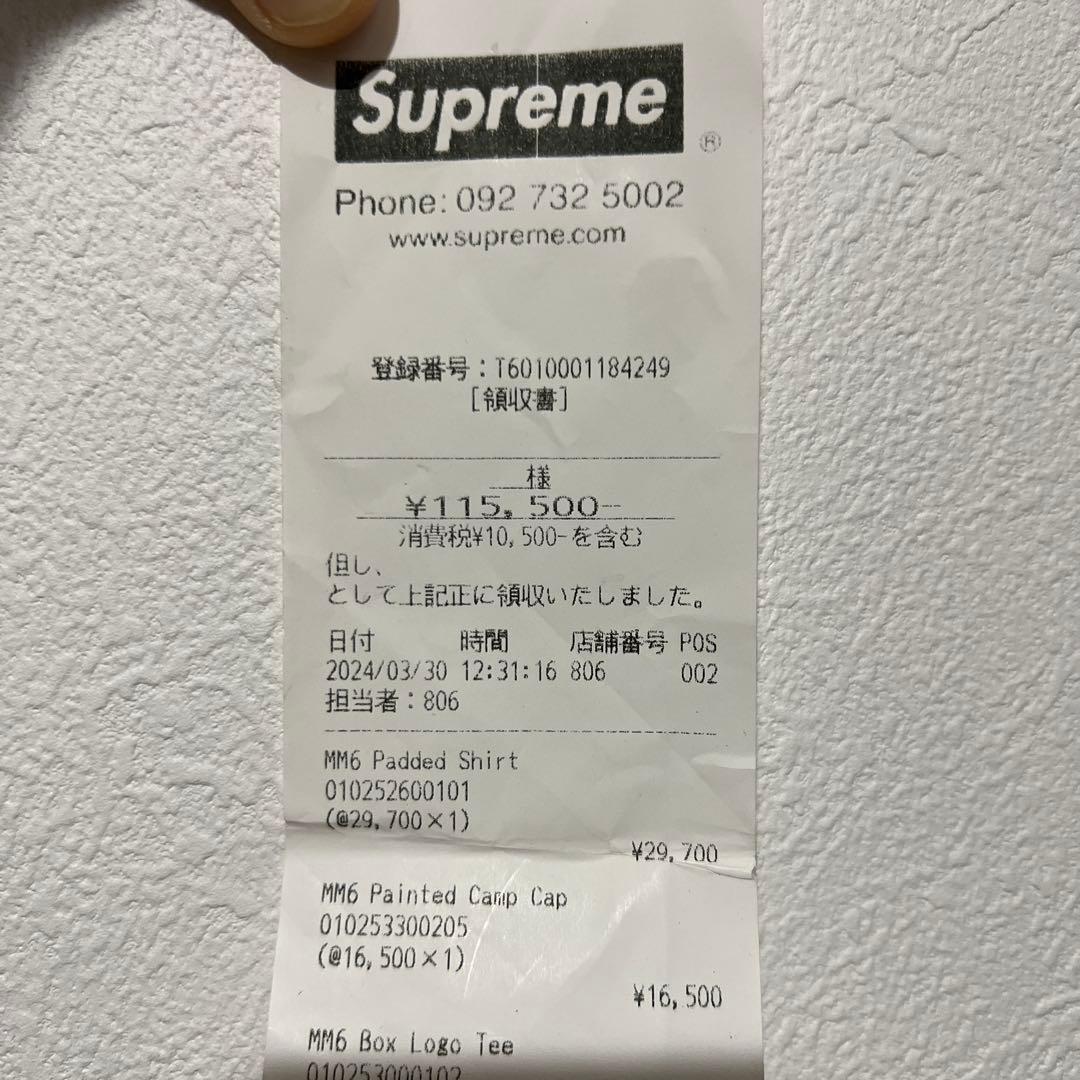 Supreme
®
Phone: 092 732 5002
www.supreme.com
登録番号：T6010001184249
[領収書]
様
¥115,500-
消費税¥10,500-を含む
但し、
として上記正に領収いたしました。
日付 時間 店舗番号 POS
2024/03/30 12:31:16 806 002
担当者：806
MM6 Padded Shirt
010252600101
(@29,700×1)
¥29,700
MM6 Painted Camp Cap
010253300205
(@16,500×1)
¥16,500
MM6 Box Logo Tee
010253000102